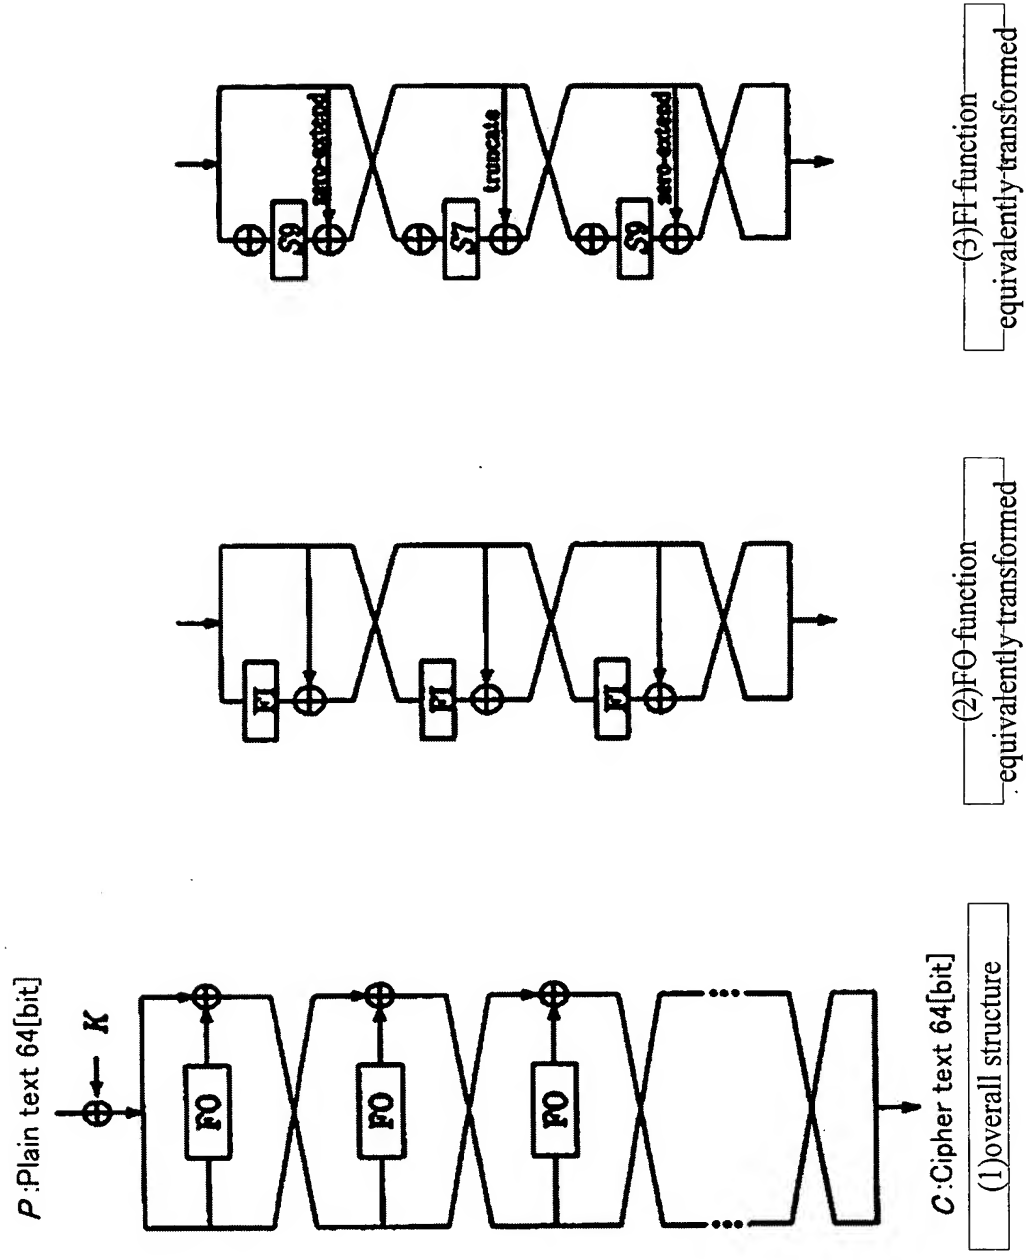 P:Plain text 64[bit]
K
FO
FO
FO
C:Cipher text 64[bit]
(1)overall structure
FI
FI
FI
(2)FO function
equivalently transformed
S9
zero-extend
S7
truncate
S9
zero-extend
(3)FI function
equivalently transformed